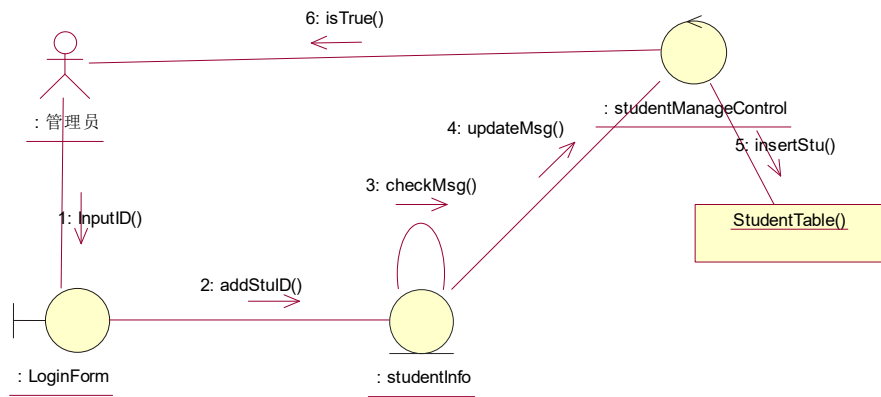 6: isTrue()
: 管理员
: studentManageControl
4: updateMsg()
5: insertStu()
3: checkMsg()
1: InputID()
StudentTable()
2: addStuID()
: LoginForm
: studentInfo